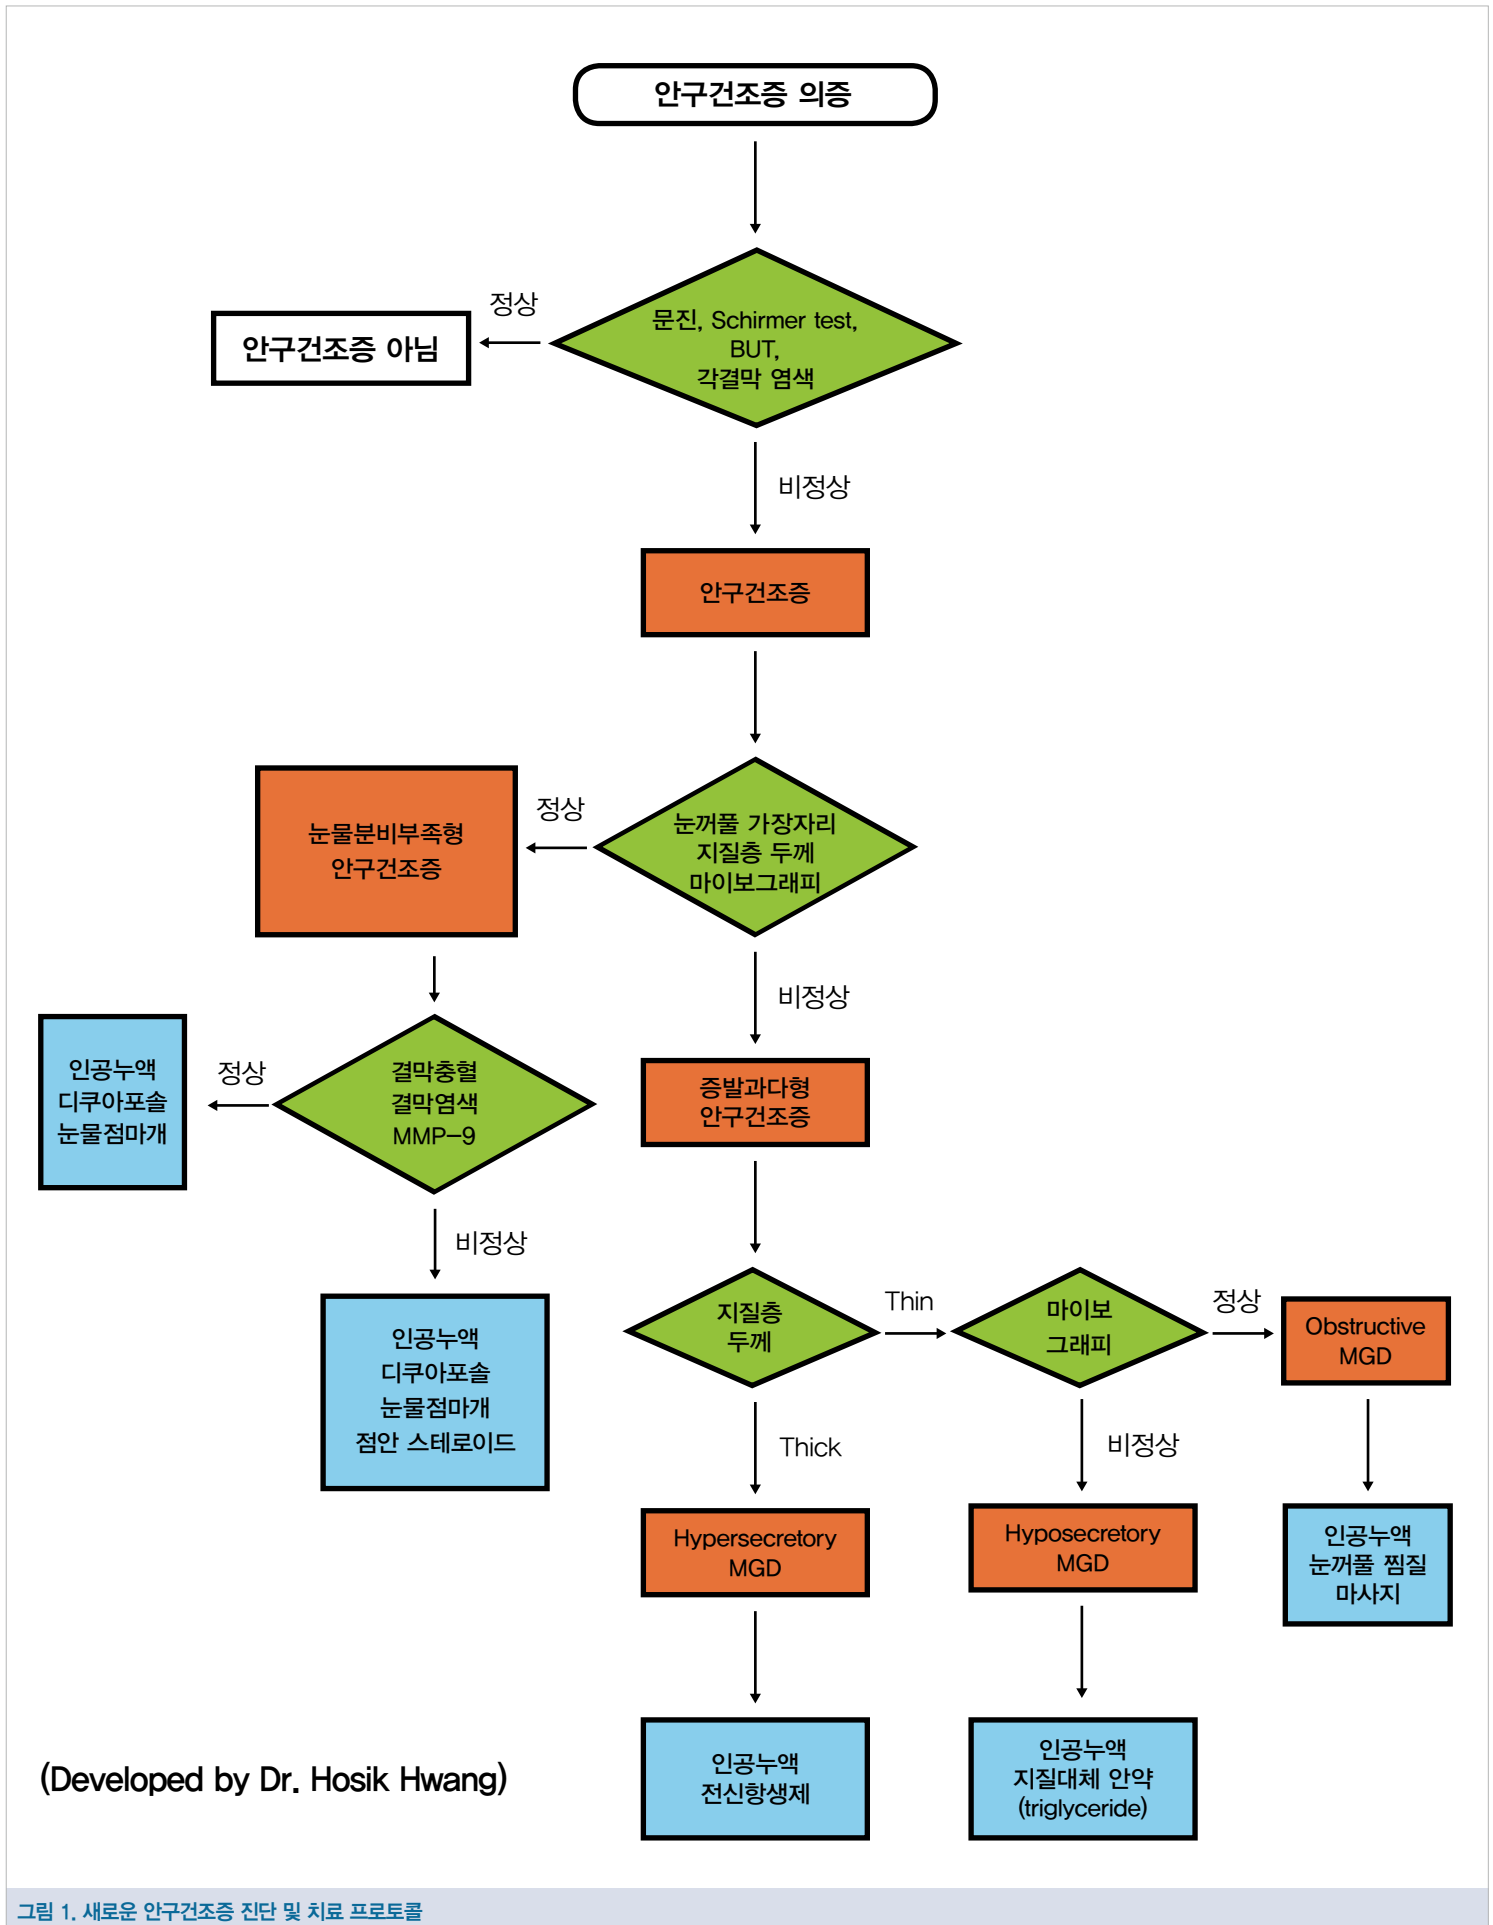 안구건조증 의증
정상
안구건조증 아님
문진, Schirmer test,
BUT,
각결막 염색
비정상
안구건조증
눈물분비부족형
안구건조증
정상
눈꺼풀 가장자리
지질층 두께
마이보그래피
비정상
인공누액
디쿠아포솔
눈물점마개
정상
결막충혈
결막염색
MMP-9
증발과다형
안구건조증
비정상
인공누액
디쿠아포솔
눈물점마개
점안 스테로이드
지질층
두께
Thin
마이보
그래피
정상
Obstructive
MGD
Thick
비정상
Hypersecretory
MGD
Hyposecretory
MGD
인공누액
눈꺼풀 찜질
마사지
인공누액
전신항생제
인공누액
지질대체 안약
(triglyceride)
(Developed by Dr. Hosik Hwang)
그림 1. 새로운 안구건조증 진단 및 치료 프로토콜